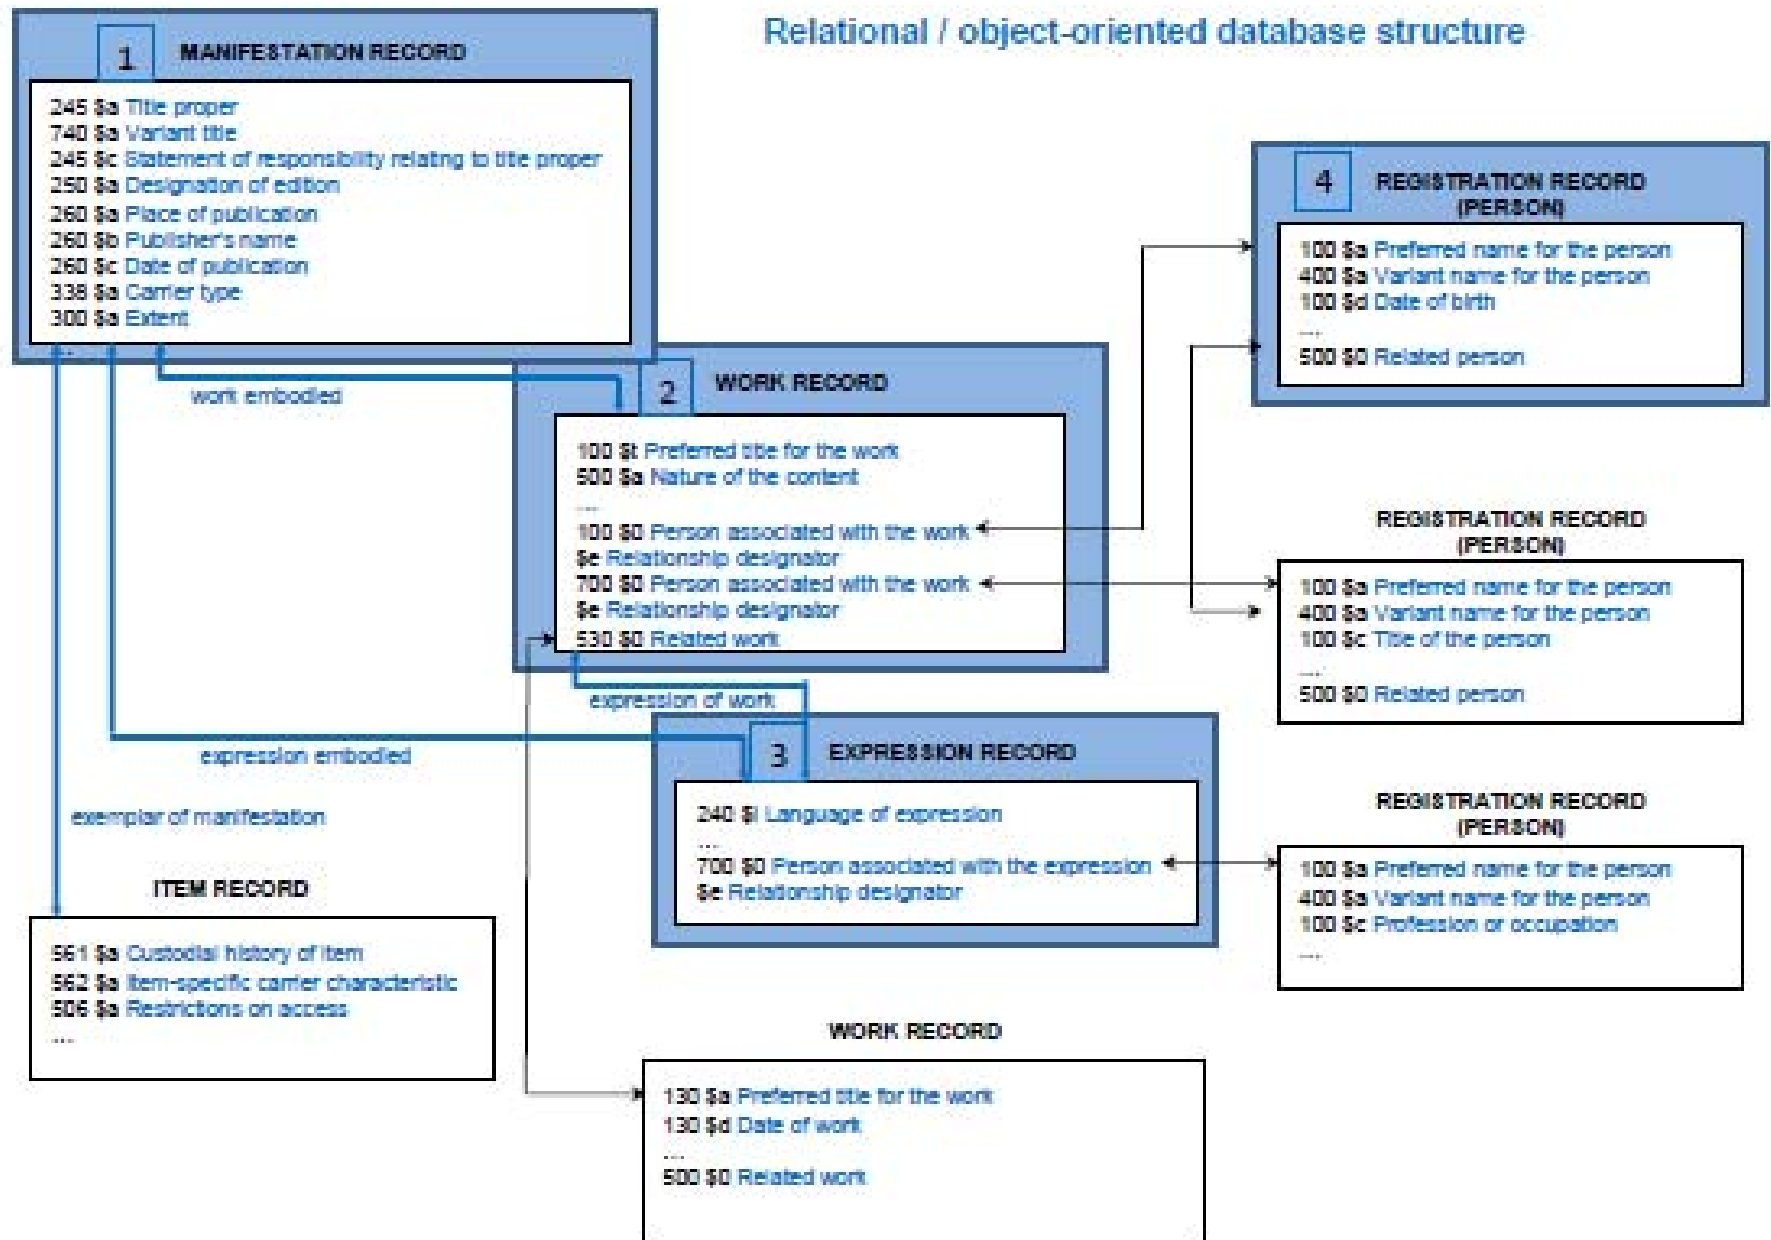 Relational / object-oriented database structure
1
MANIFESTATION RECORD
245 $a Title proper
740 $a Variant title
245 $c Statement of responsibility relating to title proper
250 $a Designation of edition
260 $a Place of publication
260 $b Publisher's name
260 $c Date of publication
338 $a Carrier type
300 $a Extent
....
work embodied
2
WORK RECORD
100 $t Preferred title for the work
500 $a Nature of the content
....
100 $0 Person associated with the work
$e Relationship designator
700 $0 Person associated with the work
$e Relationship designator
530 $0 Related work
expression of work
expression embodied
3
EXPRESSION RECORD
240 $l Language of expression
...
700 $0 Person associated with the expression
$e Relationship designator
exemplar of manifestation
ITEM RECORD
561 $a Custodial history of item
562 $a Item-specific carrier characteristic
506 $a Restrictions on access
....
WORK RECORD
130 $a Preferred title for the work
130 $d Date of work
....
500 $0 Related work
4
REGISTRATION RECORD
(PERSON)
100 $a Preferred name for the person
400 $a Variant name for the person
100 $d Date of birth
....
500 $0 Related person
REGISTRATION RECORD
(PERSON)
100 $a Preferred name for the person
400 $a Variant name for the person
100 $c Title of the person
....
500 $0 Related person
REGISTRATION RECORD
(PERSON)
100 $a Preferred name for the person
400 $a Variant name for the person
100 $c Profession or occupation
....